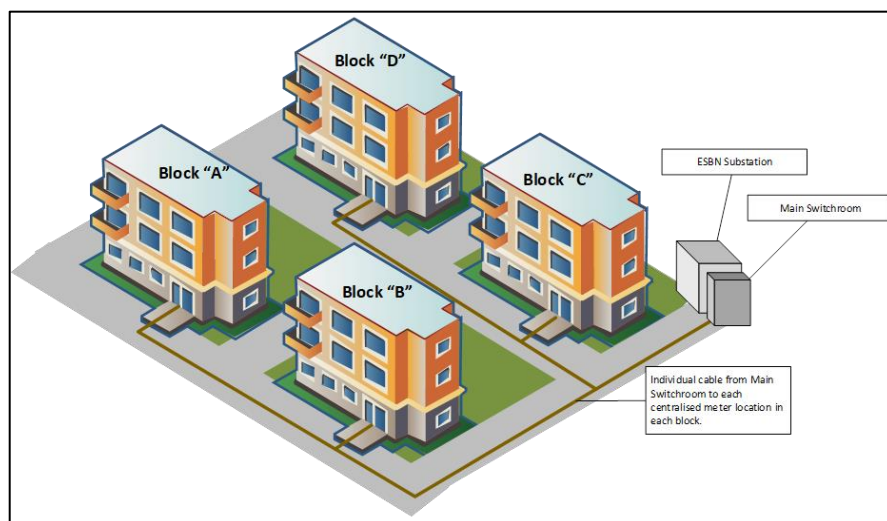 Block “D”
Block “A”
Block “C”
ESBN Substation
Main Switchroom
Block “B”
Individual cable from Main
Switchroom to each
centralised meter location in
each block.